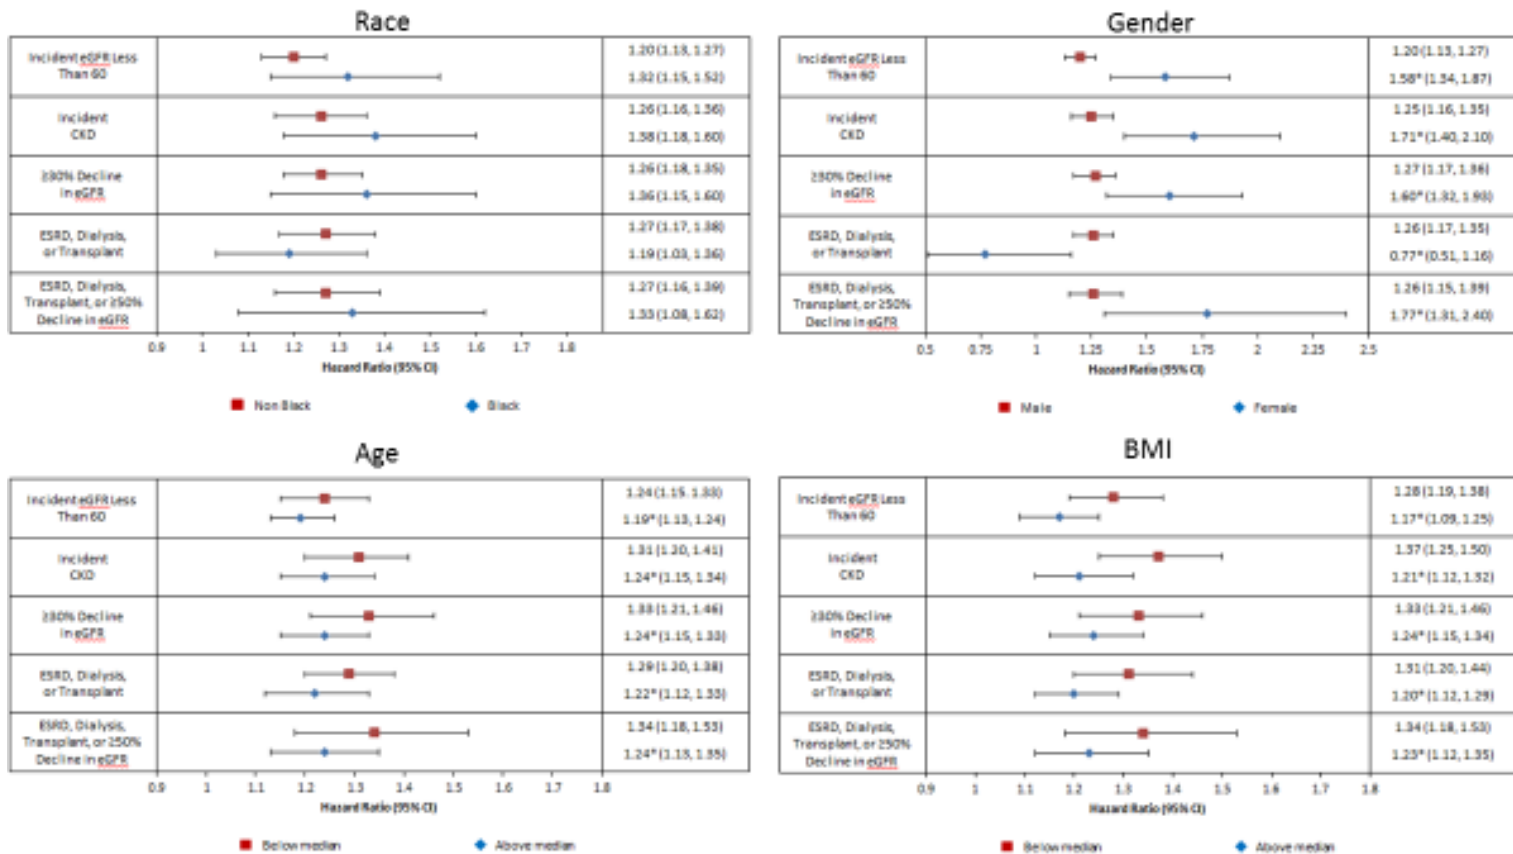 Race
Incident eGFR Less
Than 60
1.20 (1.13, 1.27)
1.32 (1.15, 1.52)
Incident
CKD
1.26 (1.16, 1.36)
1.38 (1.18, 1.60)
≥30% Decline
in eGFR
1.26 (1.18, 1.35)
1.36 (1.15, 1.60)
ESRD, Dialysis,
or Transplant
1.27 (1.17, 1.38)
1.19 (1.03, 1.36)
ESRD, Dialysis,
Transplant, or ≥50%
Decline in eGFR
1.27 (1.16, 1.39)
1.33 (1.08, 1.62)
0.9 1 1.1 1.2 1.3 1.4 1.5 1.6 1.7 1.8
Hazard Ratio (95% CI)
Non Black Black
Gender
Incident eGFR Less
Than 60
1.20 (1.13, 1.27)
1.58* (1.34, 1.87)
Incident
CKD
1.25 (1.16, 1.35)
1.71* (1.40, 2.10)
≥30% Decline
in eGFR
1.27 (1.17, 1.36)
1.60* (1.32, 1.93)
ESRD, Dialysis,
or Transplant
1.26 (1.17, 1.35)
0.77* (0.51, 1.16)
ESRD, Dialysis,
Transplant, or ≥50%
Decline in eGFR
1.26 (1.15, 1.39)
1.77* (1.31, 2.40)
0.5 0.75 1 1.25 1.5 1.75 2 2.25 2.5
Hazard Ratio (95% CI)
Male Female
Age
Incident eGFR Less
Than 60
1.24 (1.15. 1.33)
1.19* (1.13, 1.24)
Incident
CKD
1.31 (1.20, 1.41)
1.24* (1.15, 1.34)
≥30% Decline
in eGFR
1.33 (1.21, 1.46)
1.24* (1.15, 1.33)
ESRD, Dialysis,
or Transplant
1.29 (1.20, 1.38)
1.22* (1.12, 1.33)
ESRD, Dialysis,
Transplant, or ≥50%
Decline in eGFR
1.34 (1.18, 1.53)
1.24* (1.13, 1.35)
0.9 1 1.1 1.2 1.3 1.4 1.5 1.6 1.7 1.8
Hazard Ratio (95% CI)
Below median Above median
BMI
Incident eGFR Less
Than 60
1.28 (1.19, 1.38)
1.17* (1.09, 1.25)
Incident
CKD
1.37 (1.25, 1.50)
1.21* (1.12, 1.32)
≥30% Decline
in eGFR
1.33 (1.21, 1.46)
1.24* (1.15, 1.34)
ESRD, Dialysis,
or Transplant
1.31 (1.20, 1.44)
1.20* (1.12, 1.29)
ESRD, Dialysis,
Transplant, or ≥50%
Decline in eGFR
1.34 (1.18, 1.53)
1.23* (1.12, 1.35)
0.9 1 1.1 1.2 1.3 1.4 1.5 1.6 1.7 1.8
Hazard Ratio (95% CI)
Below median Above median